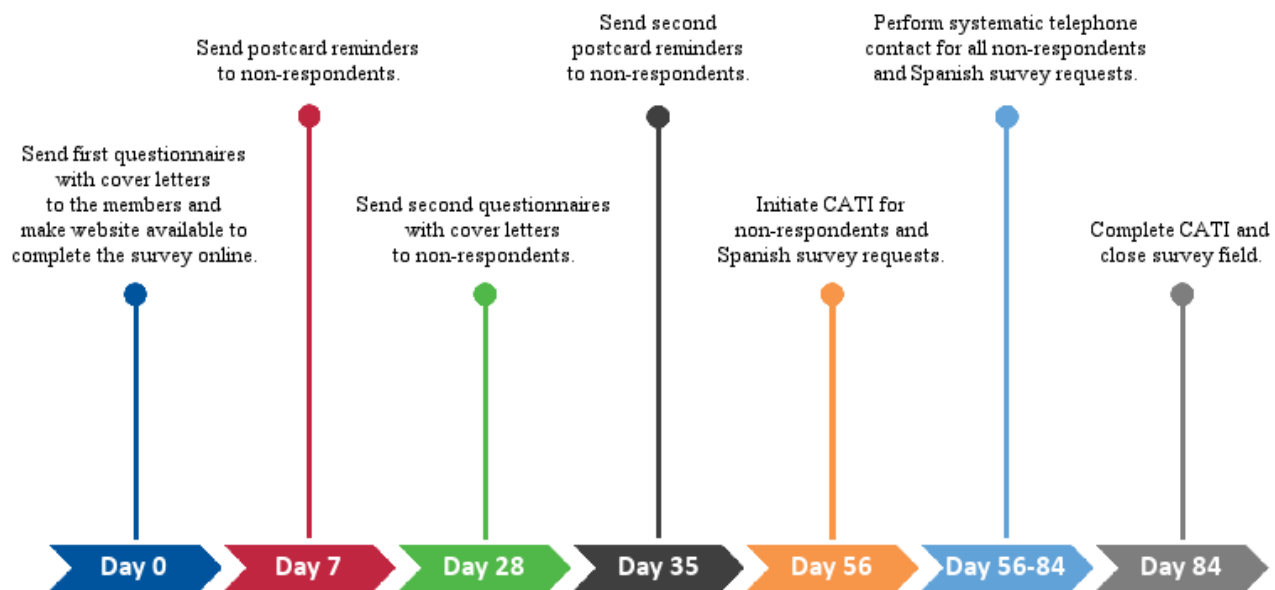 Send first questionnaires
with cover letters
to the members and
make website available to
complete the survey online.
Send postcard reminders
to non-respondents.
Send second questionnaires
with cover letters
to non-respondents.
Send second
postcard reminders
to non-respondents.
Initiate CATI for
non-respondents and
Spanish survey requests.
Perform systematic telephone
contact for all non-respondents
and Spanish survey requests.
Complete CATI and
close survey field.
Day 0
Day 7
Day 28
Day 35
Day 56
Day 56-84
Day 84